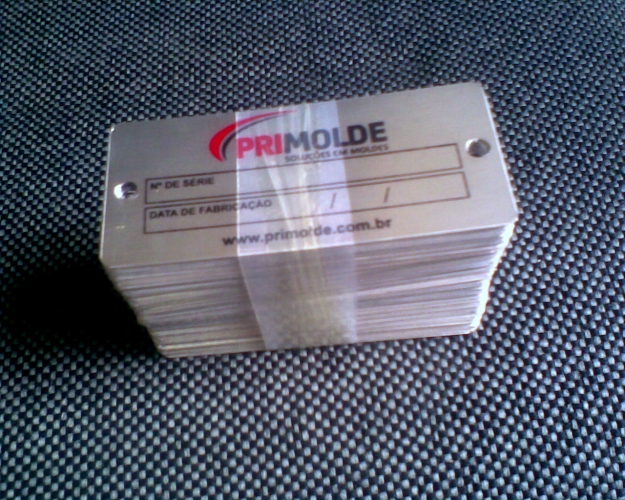 PRIMOLDE
SOLUÇÕES EM MOLDES
Nº DE SÉRIE
DATA DE FABRICAÇÃO / /
www.primolde.com.br